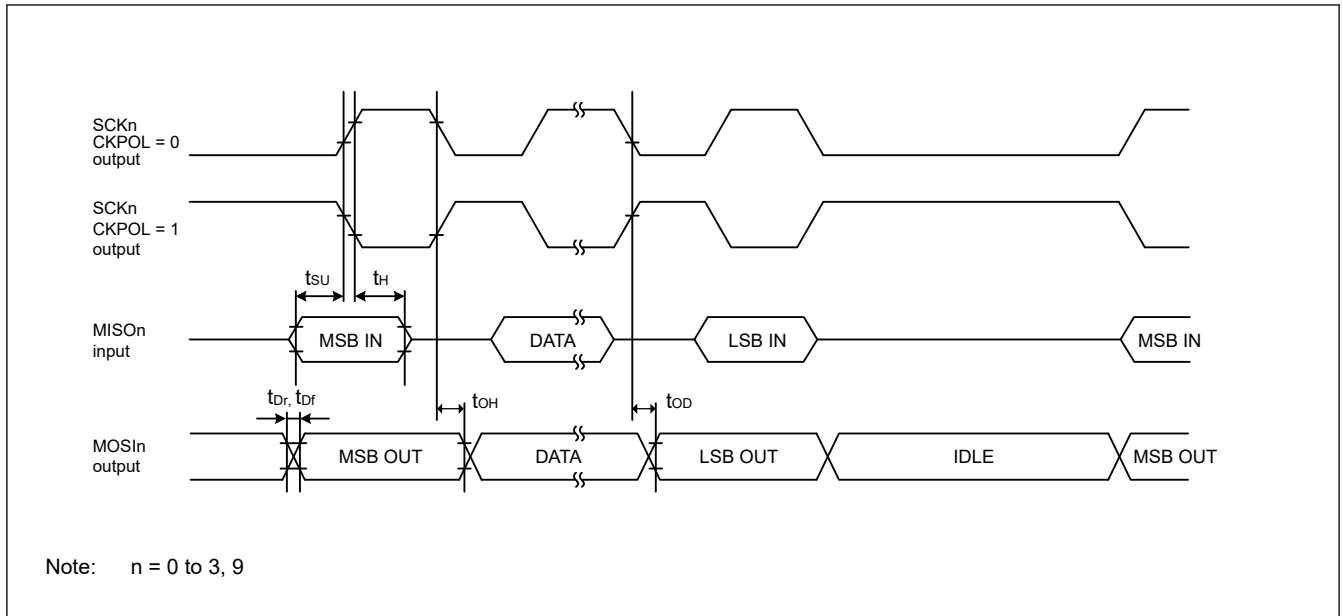 SCKn
CKPOL = 0
output
SCKn
CKPOL = 1
output
tSU
tH
MISOn
input
MSB IN
DATA
LSB IN
MSB IN
tDr, tDf
tOH
tOD
MOSIn
output
MSB OUT
DATA
LSB OUT
IDLE
MSB OUT
Note: n = 0 to 3, 9